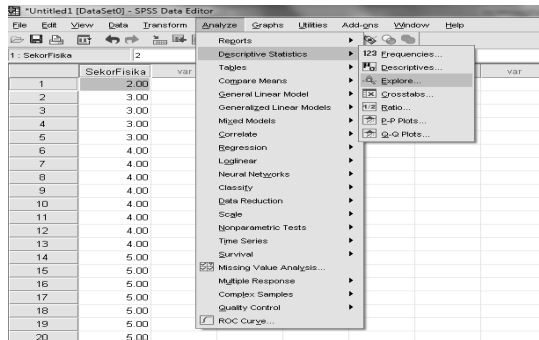 *Untitled1 [DataSet0] - SPSS Data Editor
File Edit View Data Transform Analyze Graphs Utilities Add-ons Window Help
1 : SekorFisika 2
SekorFisika var var
1 2.00
2 3.00
3 3.00
4 3.00
5 3.00
6 4.00
7 4.00
8 4.00
9 4.00
10 4.00
11 4.00
12 4.00
13 4.00
14 5.00
15 5.00
16 5.00
17 5.00
18 5.00
19 5.00
20 5.00
Reports
Descriptive Statistics
Tables
Compare Means
General Linear Model
Generalized Linear Models
Mixed Models
Correlate
Regression
Loglinear
Neural Networks
Classify
Data Reduction
Scale
Nonparametric Tests
Time Series
Survival
Missing Value Analysis...
Multiple Response
Complex Samples
Quality Control
ROC Curve...
123 Frequencies...
Descriptives...
Explore...
Crosstabs...
1/2 Ratio...
P-P Plots...
Q-Q Plots...